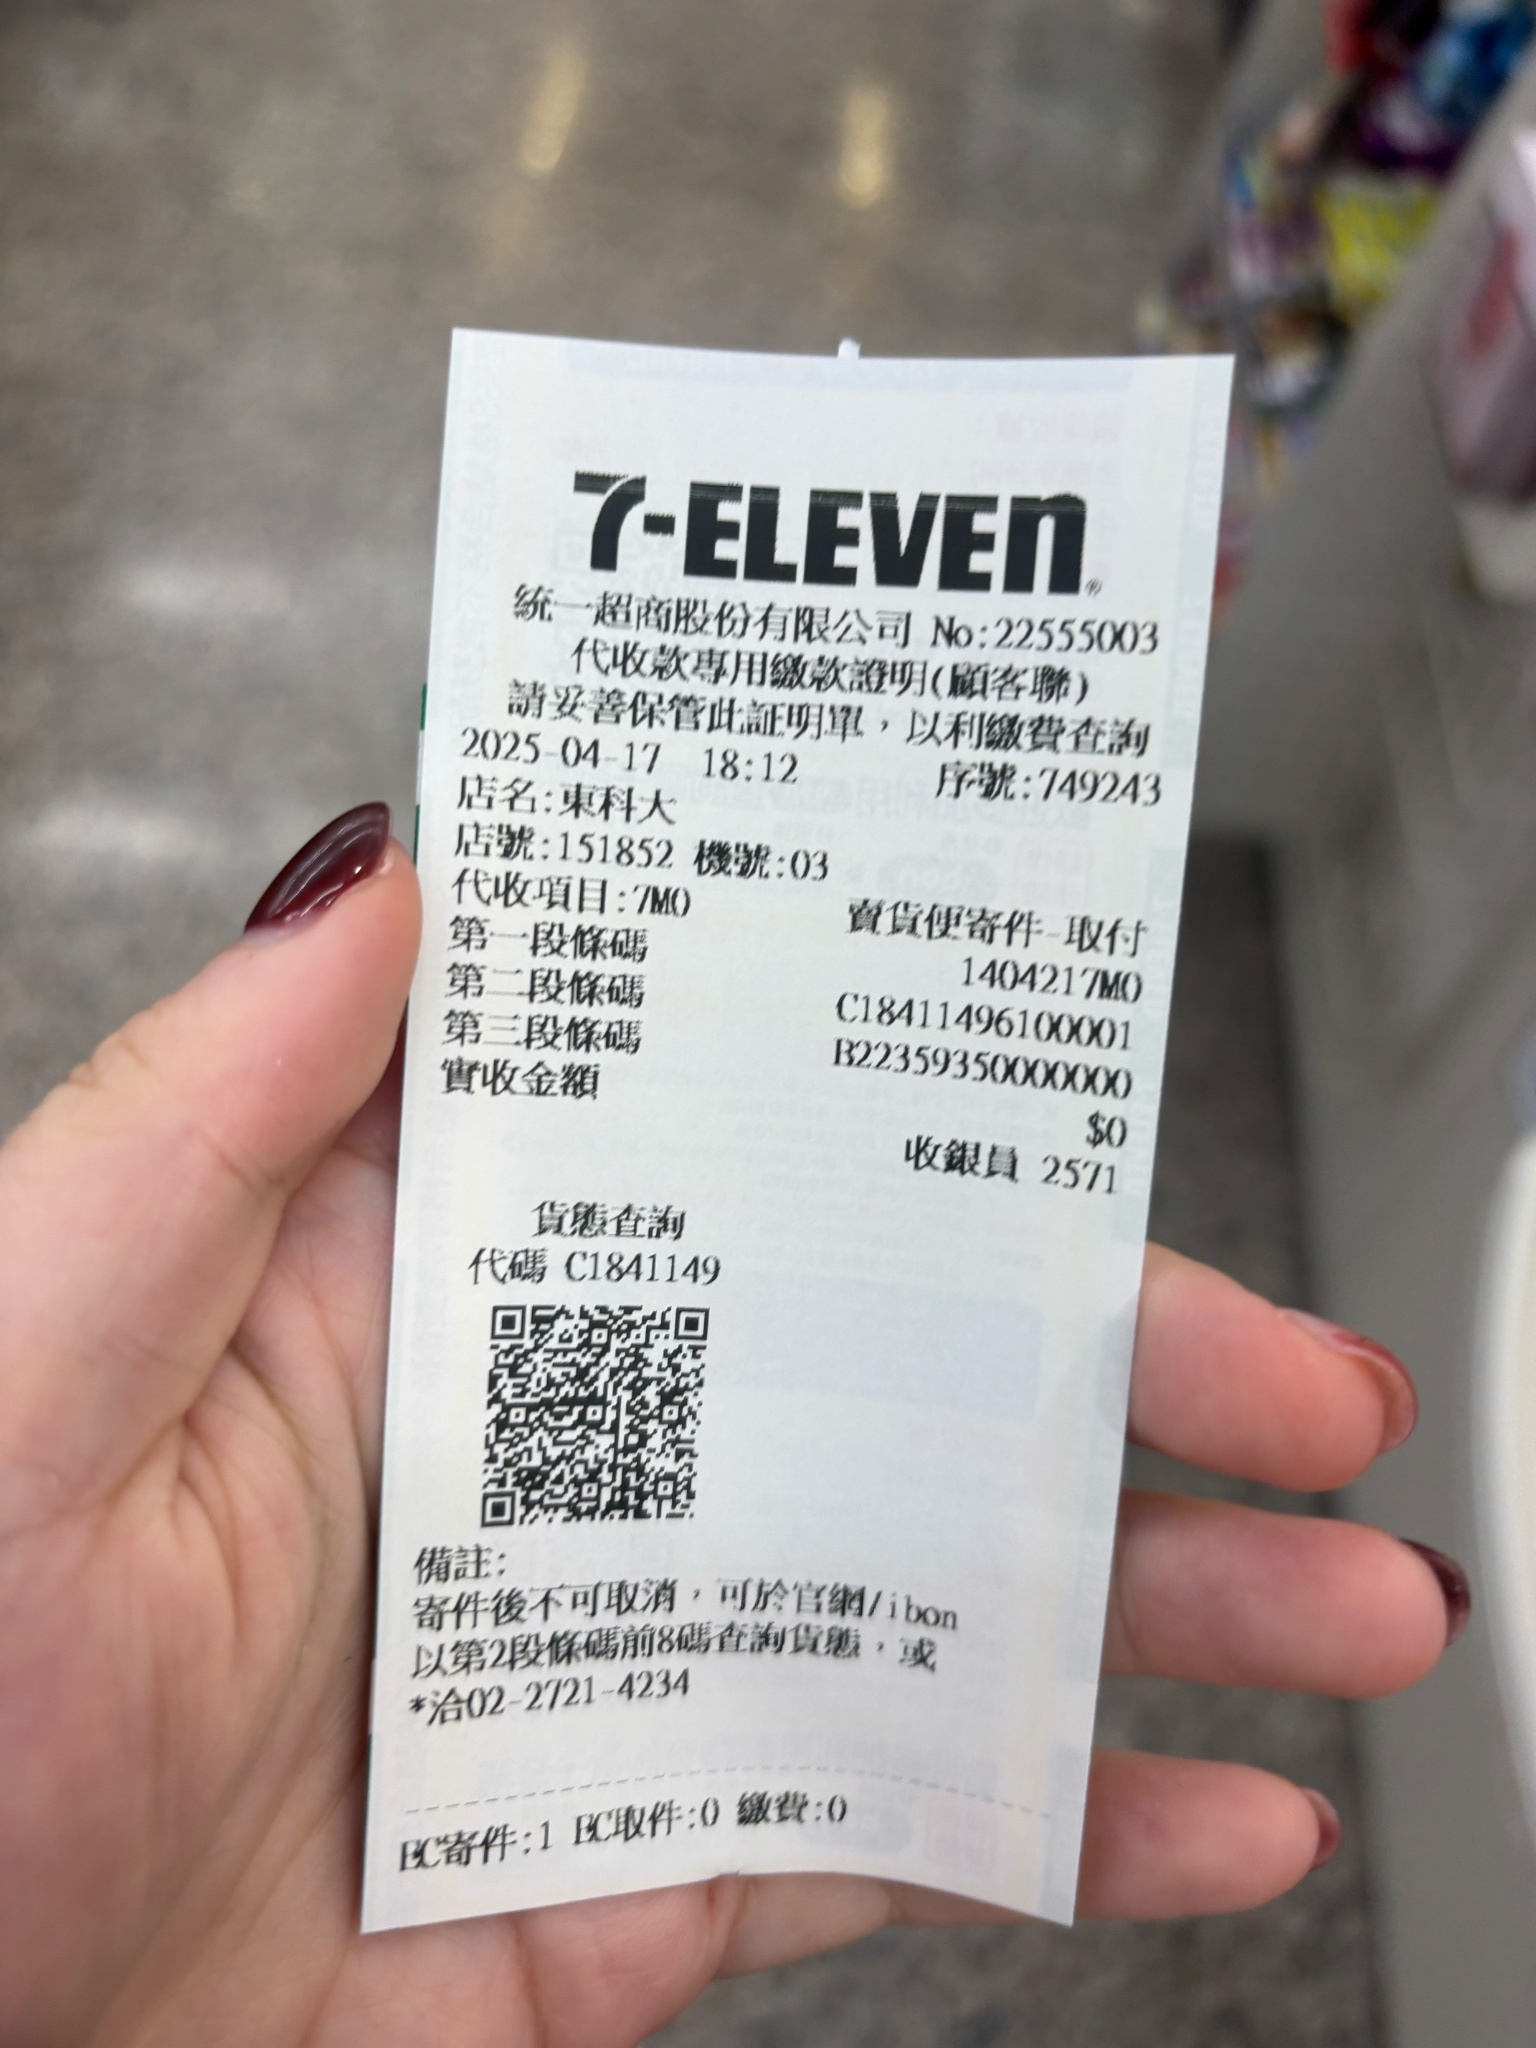 7-ELEVEN®
統一超商股份有限公司 No:22555003
代收款專用繳款證明(顧客聯)
請妥善保管此証明單，以利繳費查詢
2025-04-17 18:12 序號:749243
店名:東科大
店號:151852 機號:03
代收項目:7M0 賣貨便寄件-取付
第一段條碼 1404217M0
第二段條碼 C18411496100001
第三段條碼 B22359350000000
實收金額 $0
收銀員 2571
貨態查詢
代碼 C1841149
備註:
寄件後不可取消，可於官網/ibon
以第2段條碼前8碼查詢貨態，或
*洽02-2721-4234
EC寄件:1 EC取件:0 繳費:0